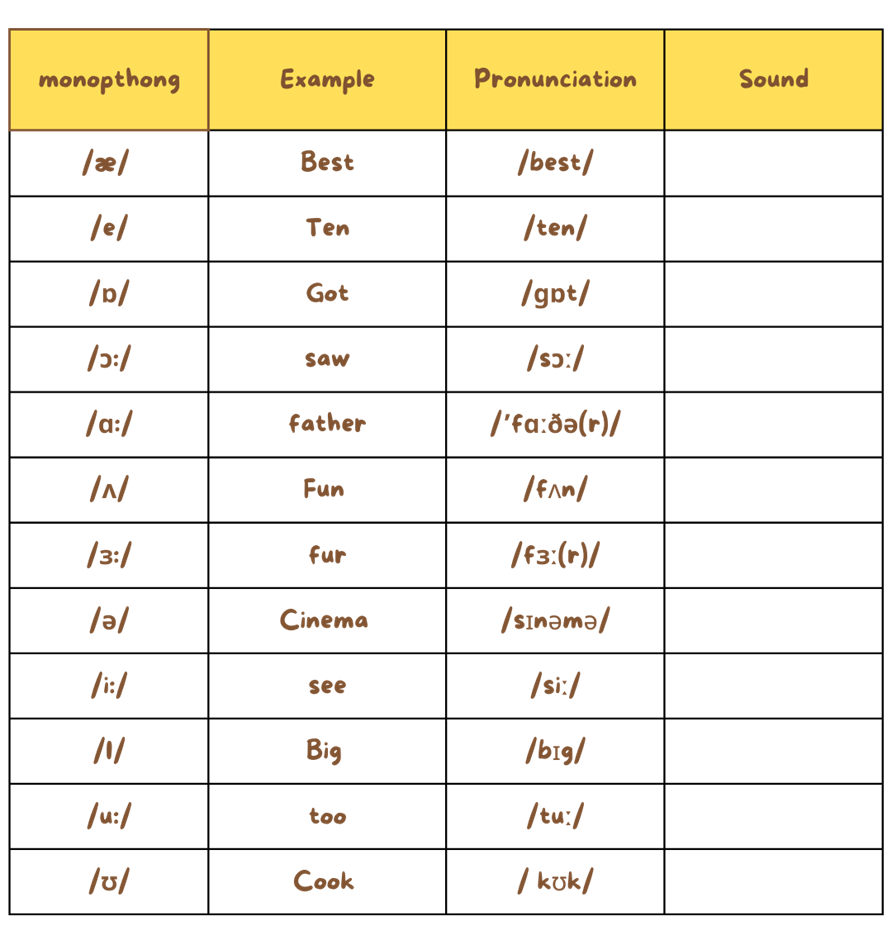 monopthong Example Pronunciation Sound
/æ/ Best /best/
/e/ Ten /ten/
/ɒ/ Got /gɒt/
/ɔ:/ saw /sɔː/
/ɑ:/ father /'fɑːðə(r)/
/ʌ/ Fun /fʌn/
/ɜ:/ fur /fɜː(r)/
/ə/ Cinema /sɪnəmə/
/i:/ see /siː/
/I/ Big /bɪg/
/u:/ too /tuː/
/ʊ/ Cook / kʊk/